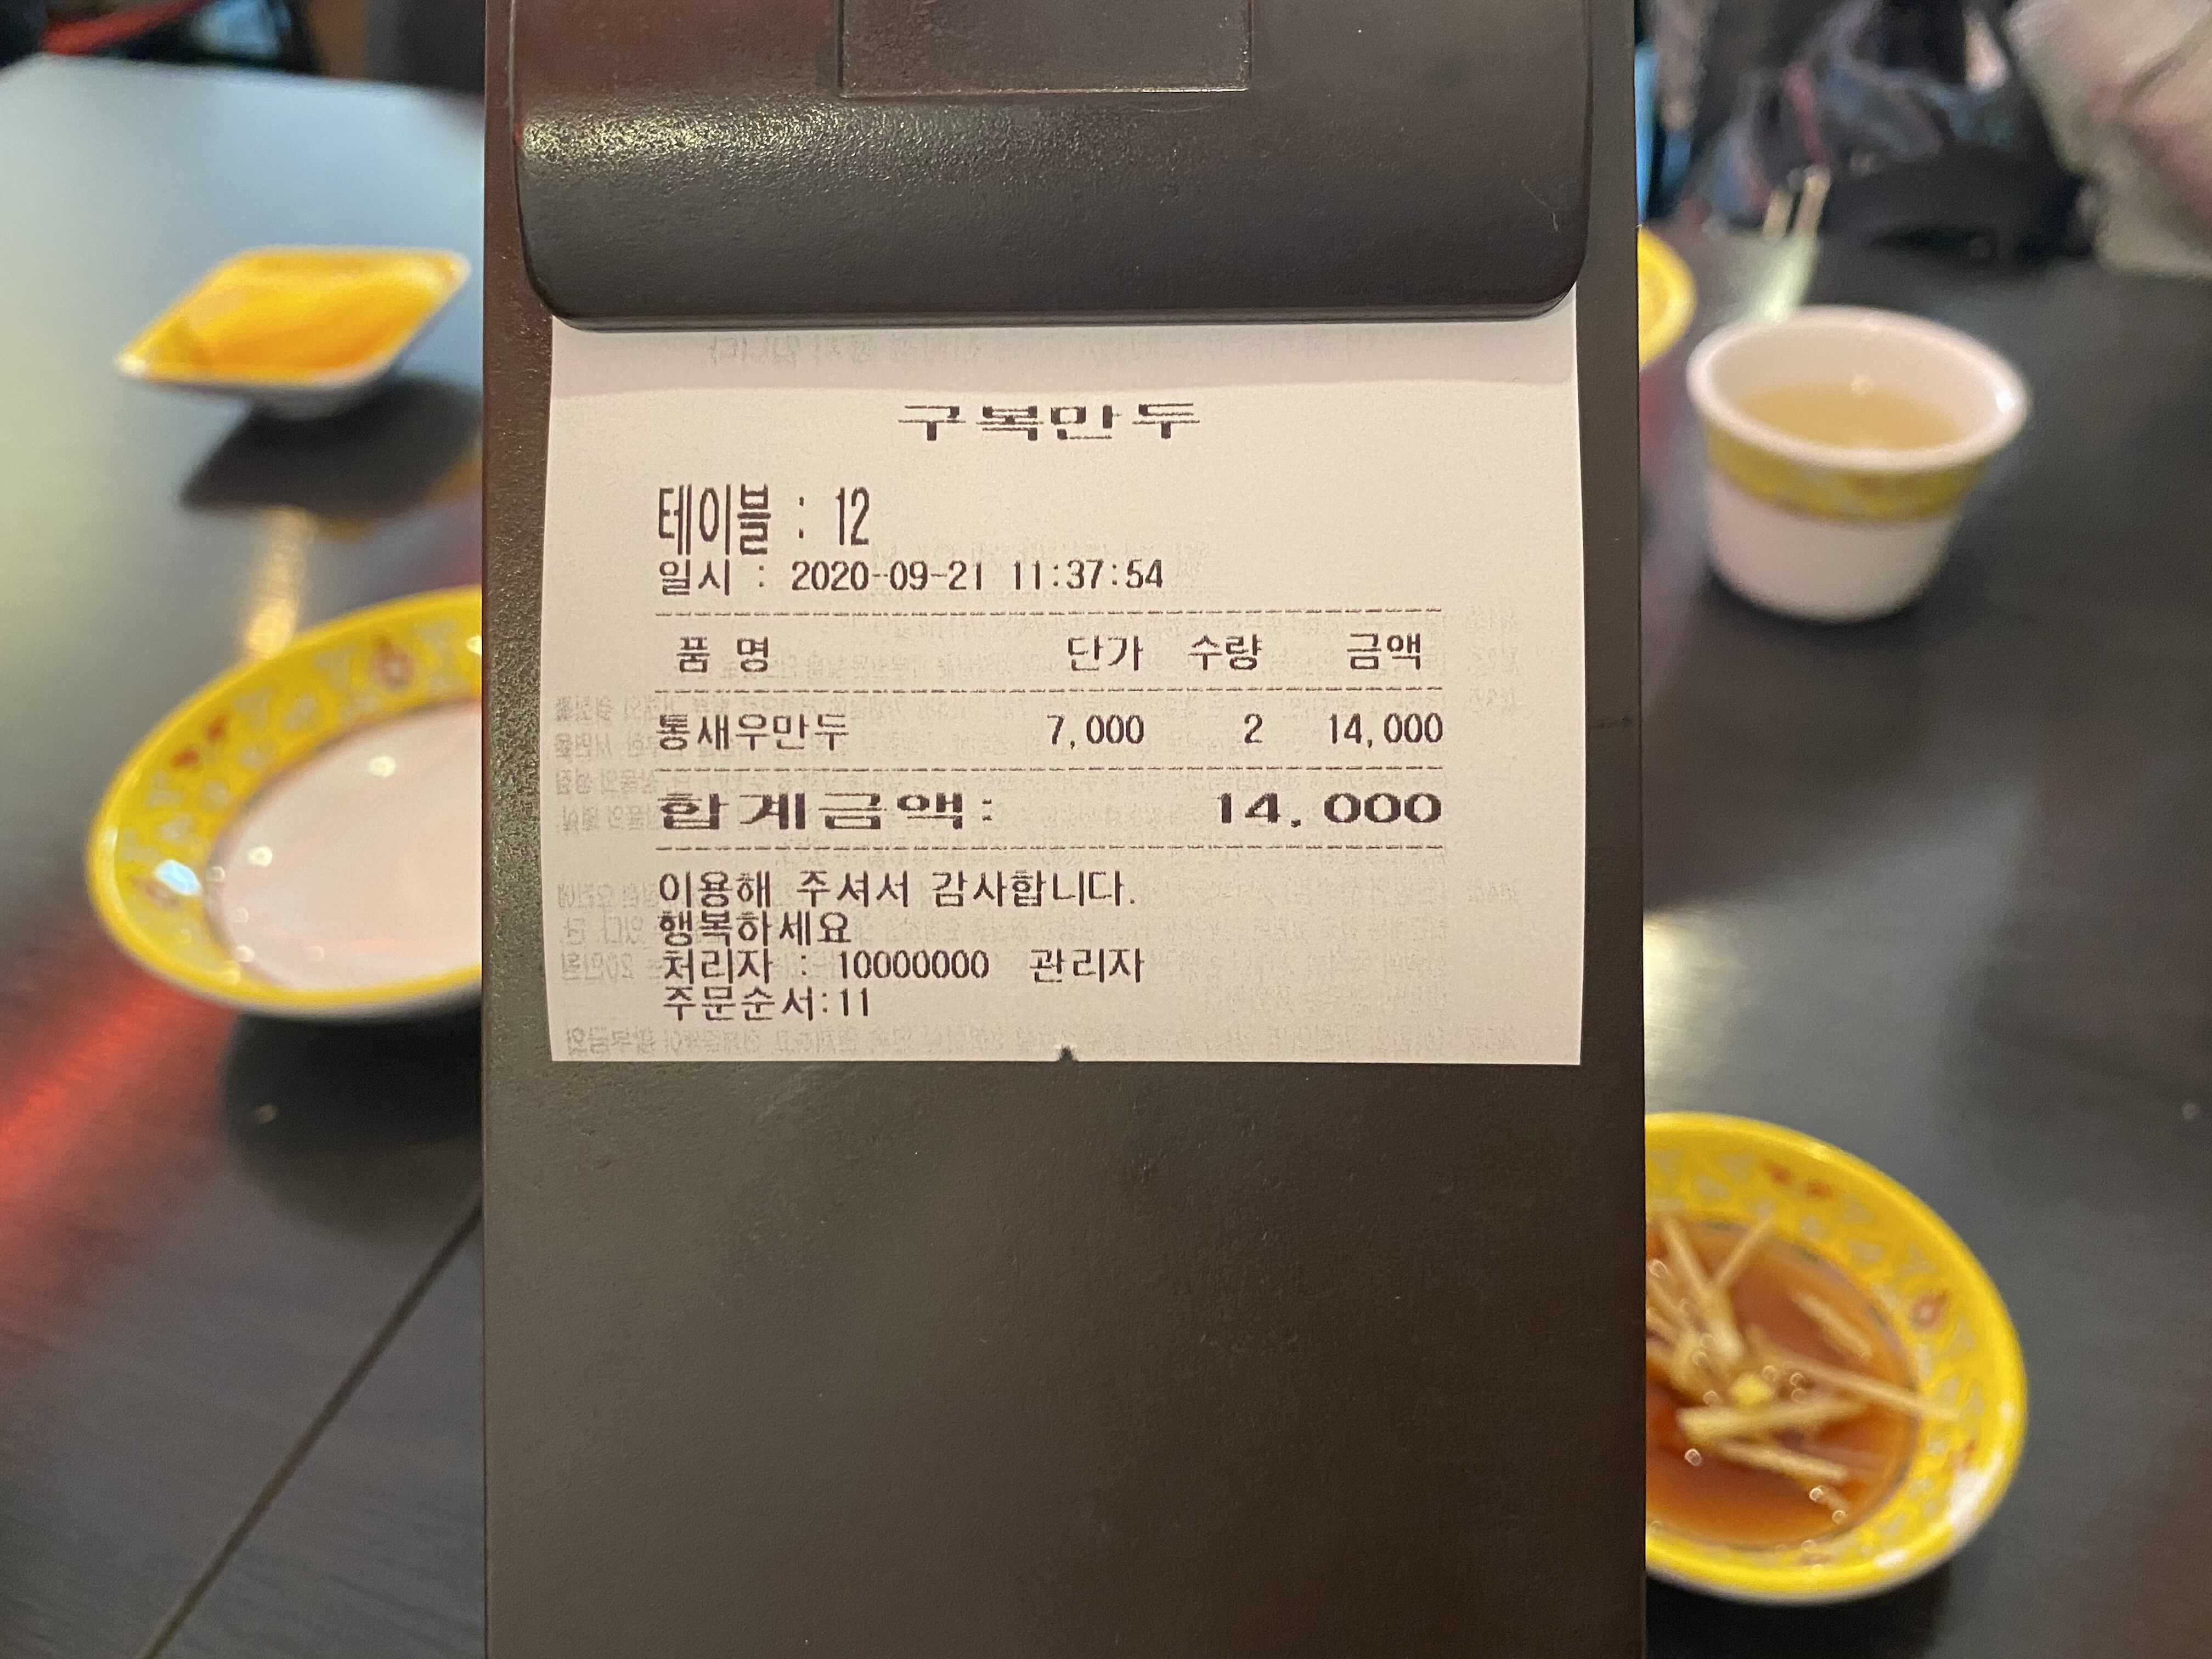 구복만두
테이블 : 12
일시 : 2020-09-21 11:37:54
품 명 단가 수량 금액
통새우만두 7,000 2 14,000
합계금액: 14,000
이용해 주셔서 감사합니다.
행복하세요
처리자 : 10000000 관리자
주문순서:11